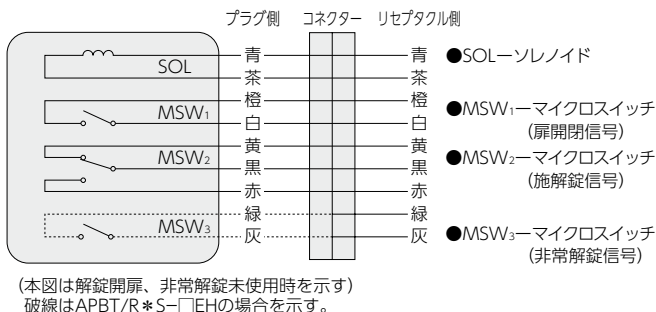 プラグ側 コネクター リセプタクル側
SOL
青 青
茶 茶
MSW₁
橙 橙
白 白
MSW₂
黄 黄
黒 黒
赤 赤
MSW₃
緑 緑
灰 灰
●SOLーソレノイド
●MSW₁ーマイクロスイッチ
(扉開閉信号)
●MSW₂ーマイクロスイッチ
(施解錠信号)
●MSW₃ーマイクロスイッチ
(非常解錠信号)
(本図は解錠開扉、非常解錠未使用時を示す)
破線はAPBT/R*S−□EHの場合を示す。